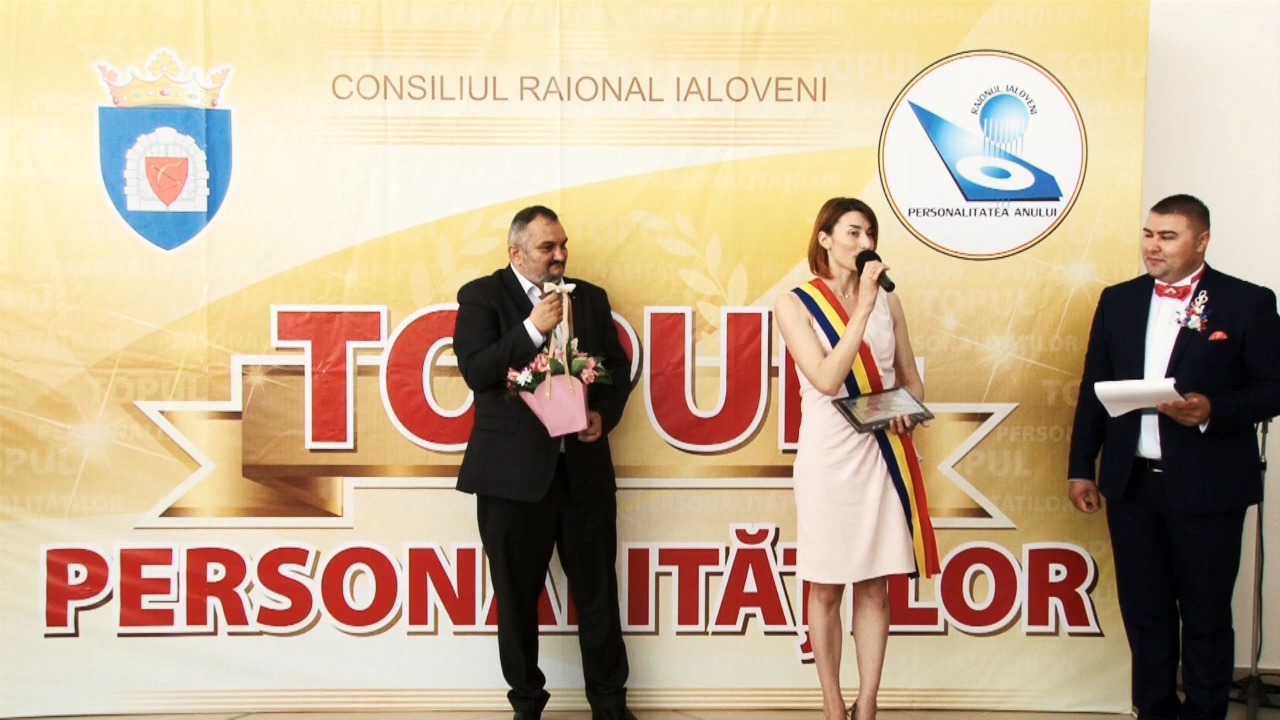 CONSILIUL RAIONAL IALOVENI
RAIONUL IALOVENI
PERSONALITATEA ANULUI
TOPUL
PERSONALITĂȚILOR